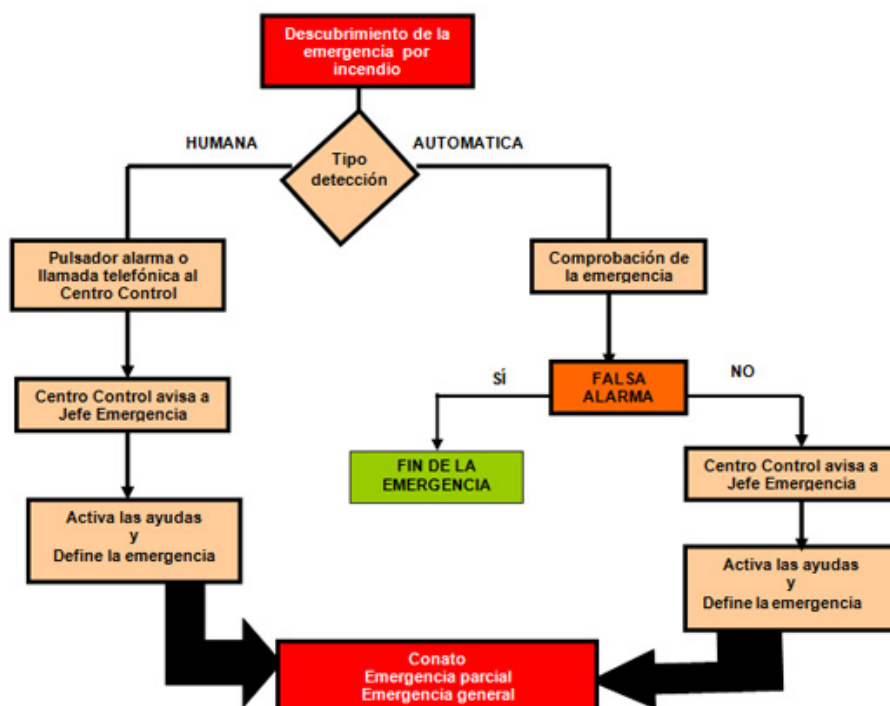 Descubrimiento de la
emergencia por
incendio
HUMANA
AUTOMATICA
Tipo
detección
Pulsador alarma o
llamada telefónica al
Centro Control
Comprobación de
la emergencia
SÍ
FALSA
ALARMA
NO
Centro Control avisa a
Jefe Emergencia
FIN DE LA
EMERGENCIA
Centro Control avisa a
Jefe Emergencia
Activa las ayudas
y
Define la emergencia
Activa las ayudas
y
Define la emergencia
Conato
Emergencia parcial
Emergencia general